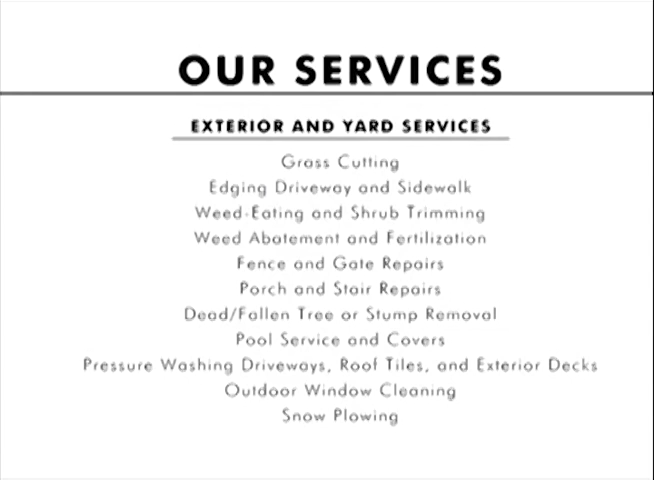 OUR SERVICES
EXTERIOR AND YARD SERVICES
Grass Cutting
Edging Driveway and Sidewalk
Weed-Eating and Shrub Trimming
Weed Abatement and Fertilization
Fence and Gate Repairs
Porch and Stair Repairs
Dead/Fallen Tree or Stump Removal
Pool Service and Covers
Pressure Washing Driveways, Roof Tiles, and Exterior Decks
Outdoor Window Cleaning
Snow Plowing